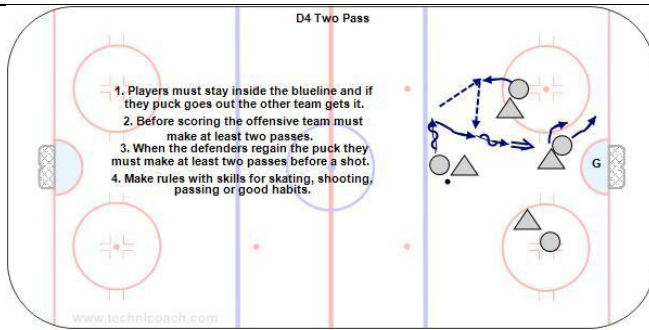 D4 Two Pass
1. Players must stay inside the blueline and if
they puck goes out the other team gets it.
2. Before scoring the offensive team must
make at least two passes.
3. When the defenders regain the puck they
must make at least two passes before a shot.
4. Make rules with skills for skating, shooting,
passing or good habits.
G
www.technicoach.com